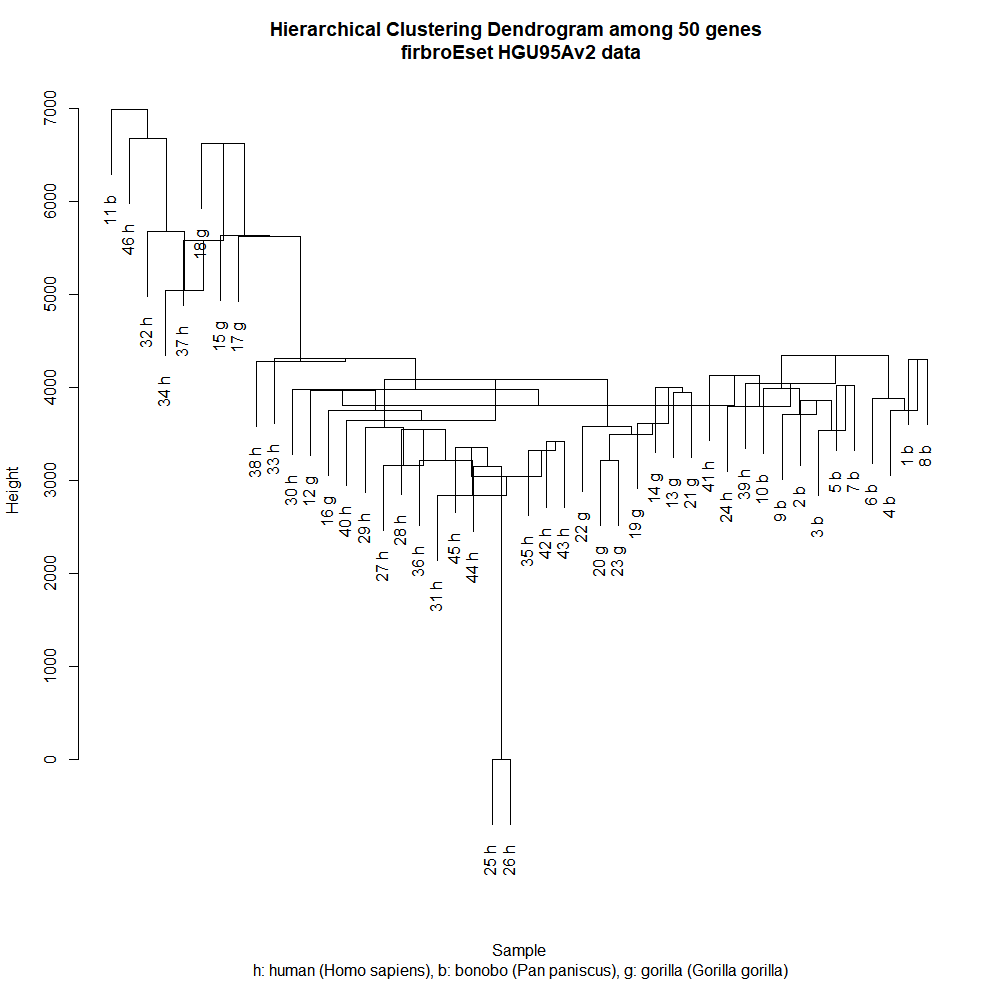 Hierarchical Clustering Dendrogram among 50 genes
firbroEset HGU95Av2 data
Height
7000
6000
5000
4000
3000
2000
1000
0
11 b
46 h
32 h
34 h
37 h
18 g
15 g
17 g
38 h
33 h
30 h
12 g
16 g
40 h
29 h
27 h
28 h
36 h
31 h
45 h
44 h
25 h
26 h
35 h
42 h
43 h
22 g
20 g
23 g
19 g
14 g
13 g
21 g
41 h
24 h
39 h
10 b
9 b
2 b
3 b
5 b
7 b
6 b
4 b
1 b
8 b
Sample
h: human (Homo sapiens), b: bonobo (Pan paniscus), g: gorilla (Gorilla gorilla)